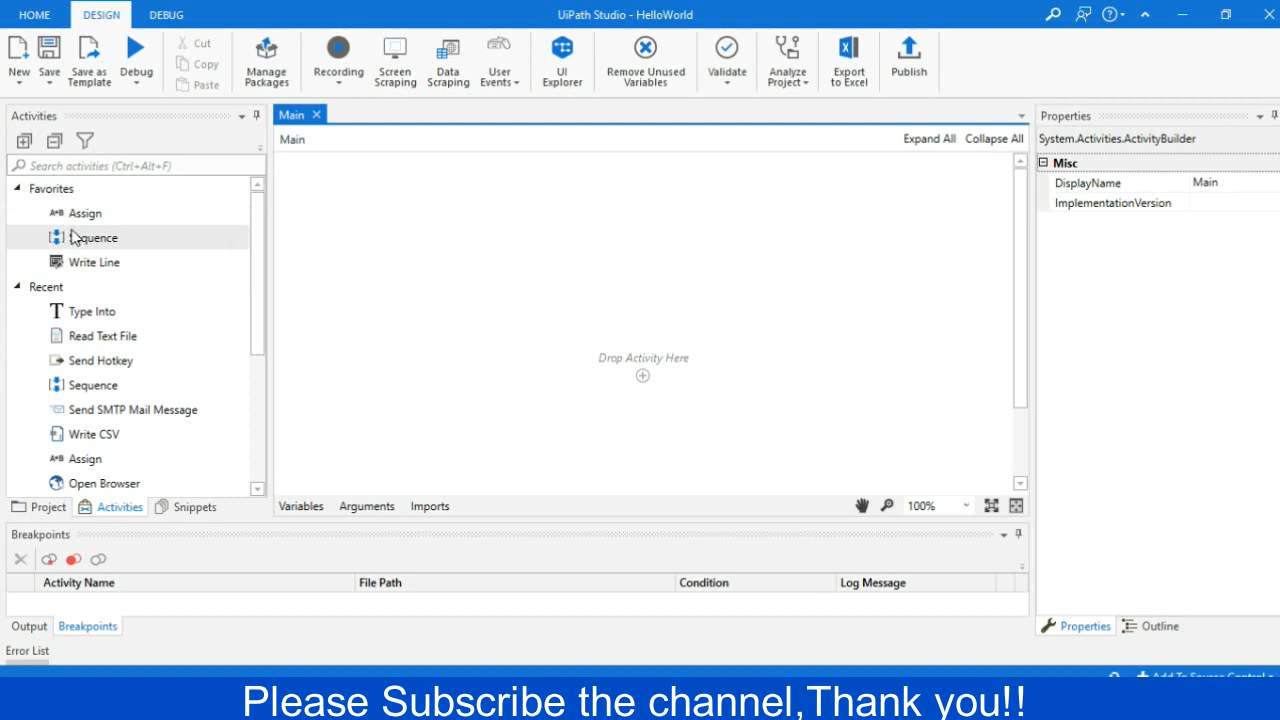 HOME DESIGN DEBUG UiPath Studio - HelloWorld
New Save Save as Template Debug Cut Copy Paste Manage Packages Recording Screen Scraping Data Scraping User Events UI Explorer Remove Unused Variables Validate Analyze Project Export to Excel Publish
Activities
Search activities (Ctrl+Alt+F)
Favorites
Assign
Sequence
Write Line
Recent
Type Into
Read Text File
Send Hotkey
Sequence
Send SMTP Mail Message
Write CSV
Assign
Open Browser
Project Activities Snippets
Main
Main Expand All Collapse All
Drop Activity Here
Variables Arguments Imports 100%
Properties
System.Activities.ActivityBuilder
Misc
DisplayName Main
ImplementationVersion
Breakpoints
Activity Name File Path Condition Log Message
Output Breakpoints
Properties Outline
Error List
Add To Source Control
Please Subscribe the channel,Thank you!!